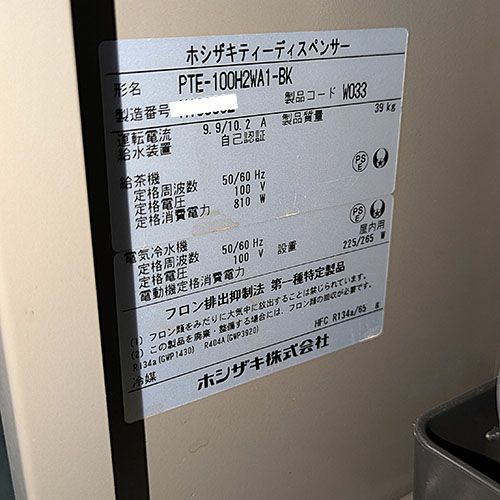 ホシザキティーディスペンサー
形名 PTE-100H2WA1-BK
製造番号 製品コード W033
運転電流 9.9/10.2 A 製品質量 39 kg
給水装置 自己認証
給茶機
定格周波数 50/60 Hz
定格電圧 100 V
定格消費電力 810 W
PSE
電気冷水機
定格周波数 50/60 Hz 設置 屋内用
定格電圧 100 V
電動機定格消費電力 225/265 W
PSE
フロン排出抑制法 第一種特定製品
(1) フロン類をみだりに大気中に放出することは禁じられています。
(2) この製品を廃棄・整備する場合には、フロン類の回収が必要です。
R134a(GWP1430) R404A(GWP3920)
冷媒 HFC R134a/65 g
ホシザキ株式会社